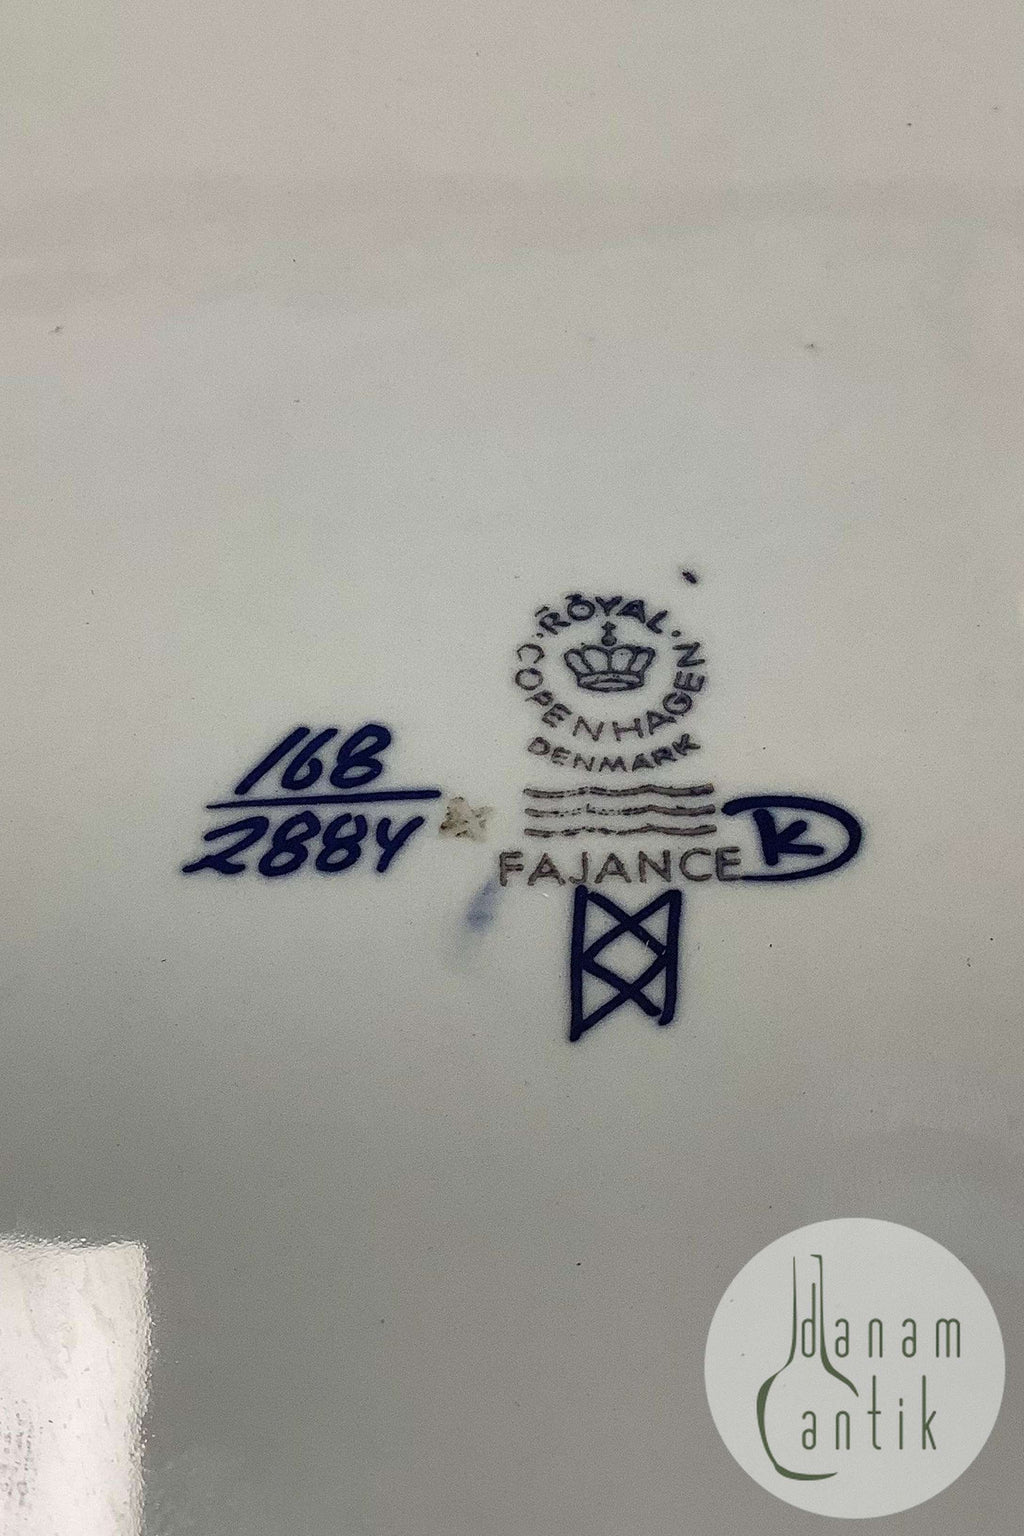 ROYAL
COPENHAGEN
DENMARK
168
2884
FAJANCE
K
danam
antik